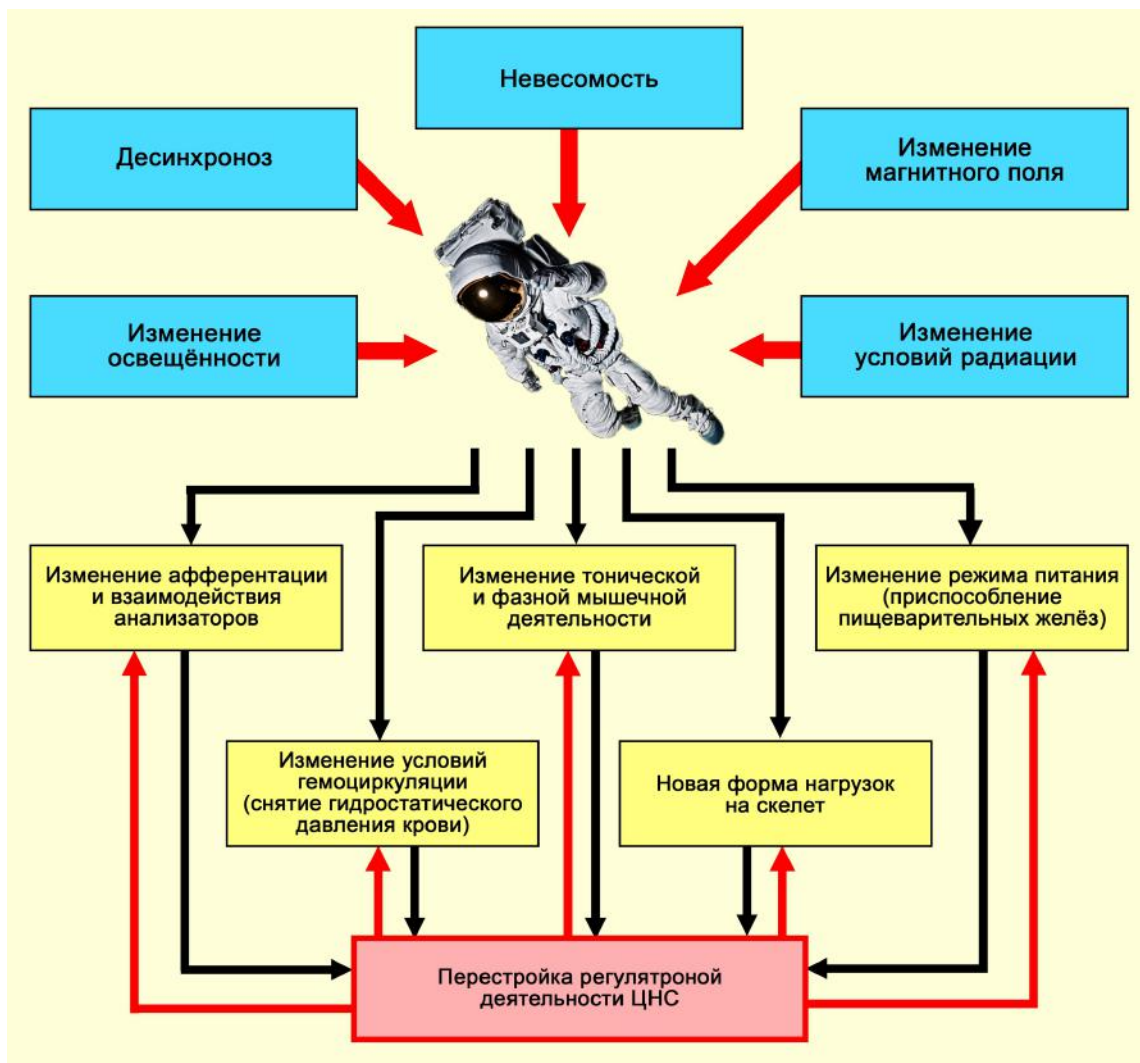 Невесомость
Десинхроноз
Изменение
магнитного поля
Изменение
освещённости
Изменение
условий радиации
Изменение афферентации
и взаимодействия
анализаторов
Изменение тонической
и фазной мышечной
деятельности
Изменение режима питания
(приспособление
пищеварительных желёз)
Изменение условий
гемоциркуляции
(снятие гидростатического
давления крови)
Новая форма нагрузок
на скелет
Перестройка регулятроной
деятельности ЦНС